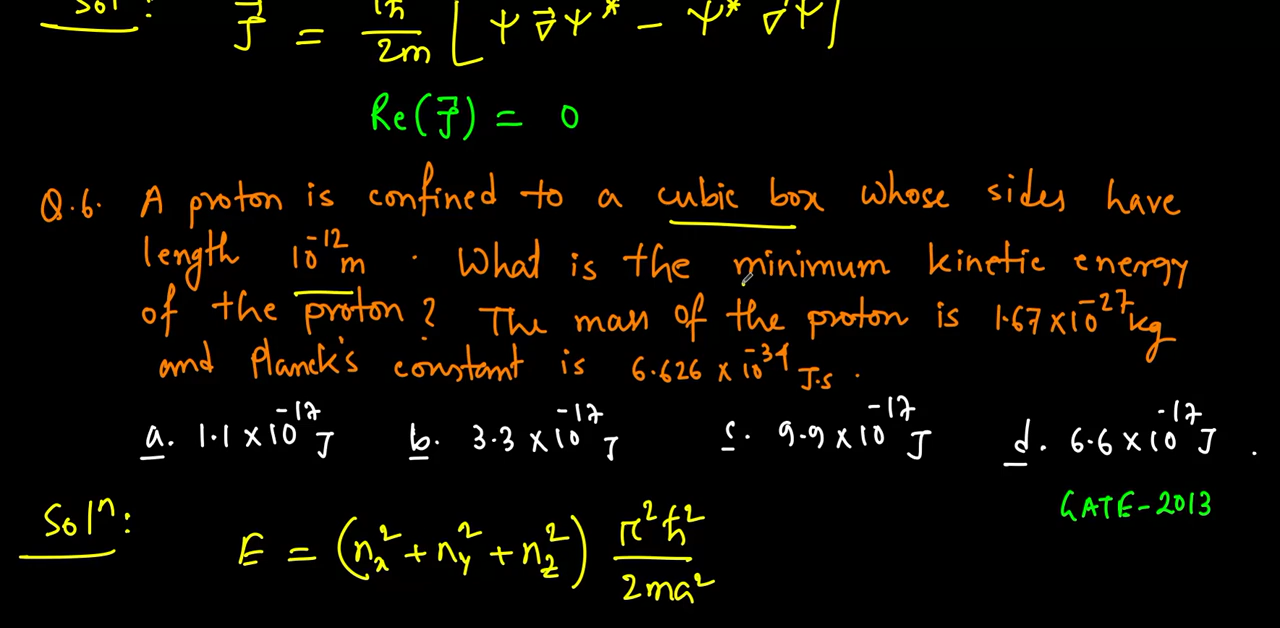 Solⁿ: J⃗ = iħ/2m [ Ψ ∇⃗Ψ* − Ψ* ∇⃗Ψ ]
Re(J⃗) = 0
Q.6. A proton is confined to a cubic box whose sides have
length 10⁻¹² m . What is the minimum kinetic energy
of the proton? The mass of the proton is 1.67 × 10⁻²⁷ kg
and Planck's constant is 6.626 × 10⁻³⁴ J.s .
a. 1.1 × 10⁻¹⁷ J b. 3.3 × 10⁻¹⁷ J c. 9.9 × 10⁻¹⁷ J d. 6.6 × 10⁻¹⁷ J .
GATE-2013
Solⁿ: E = (nₓ² + nᵧ² + n_z²) π²ħ²/2ma²